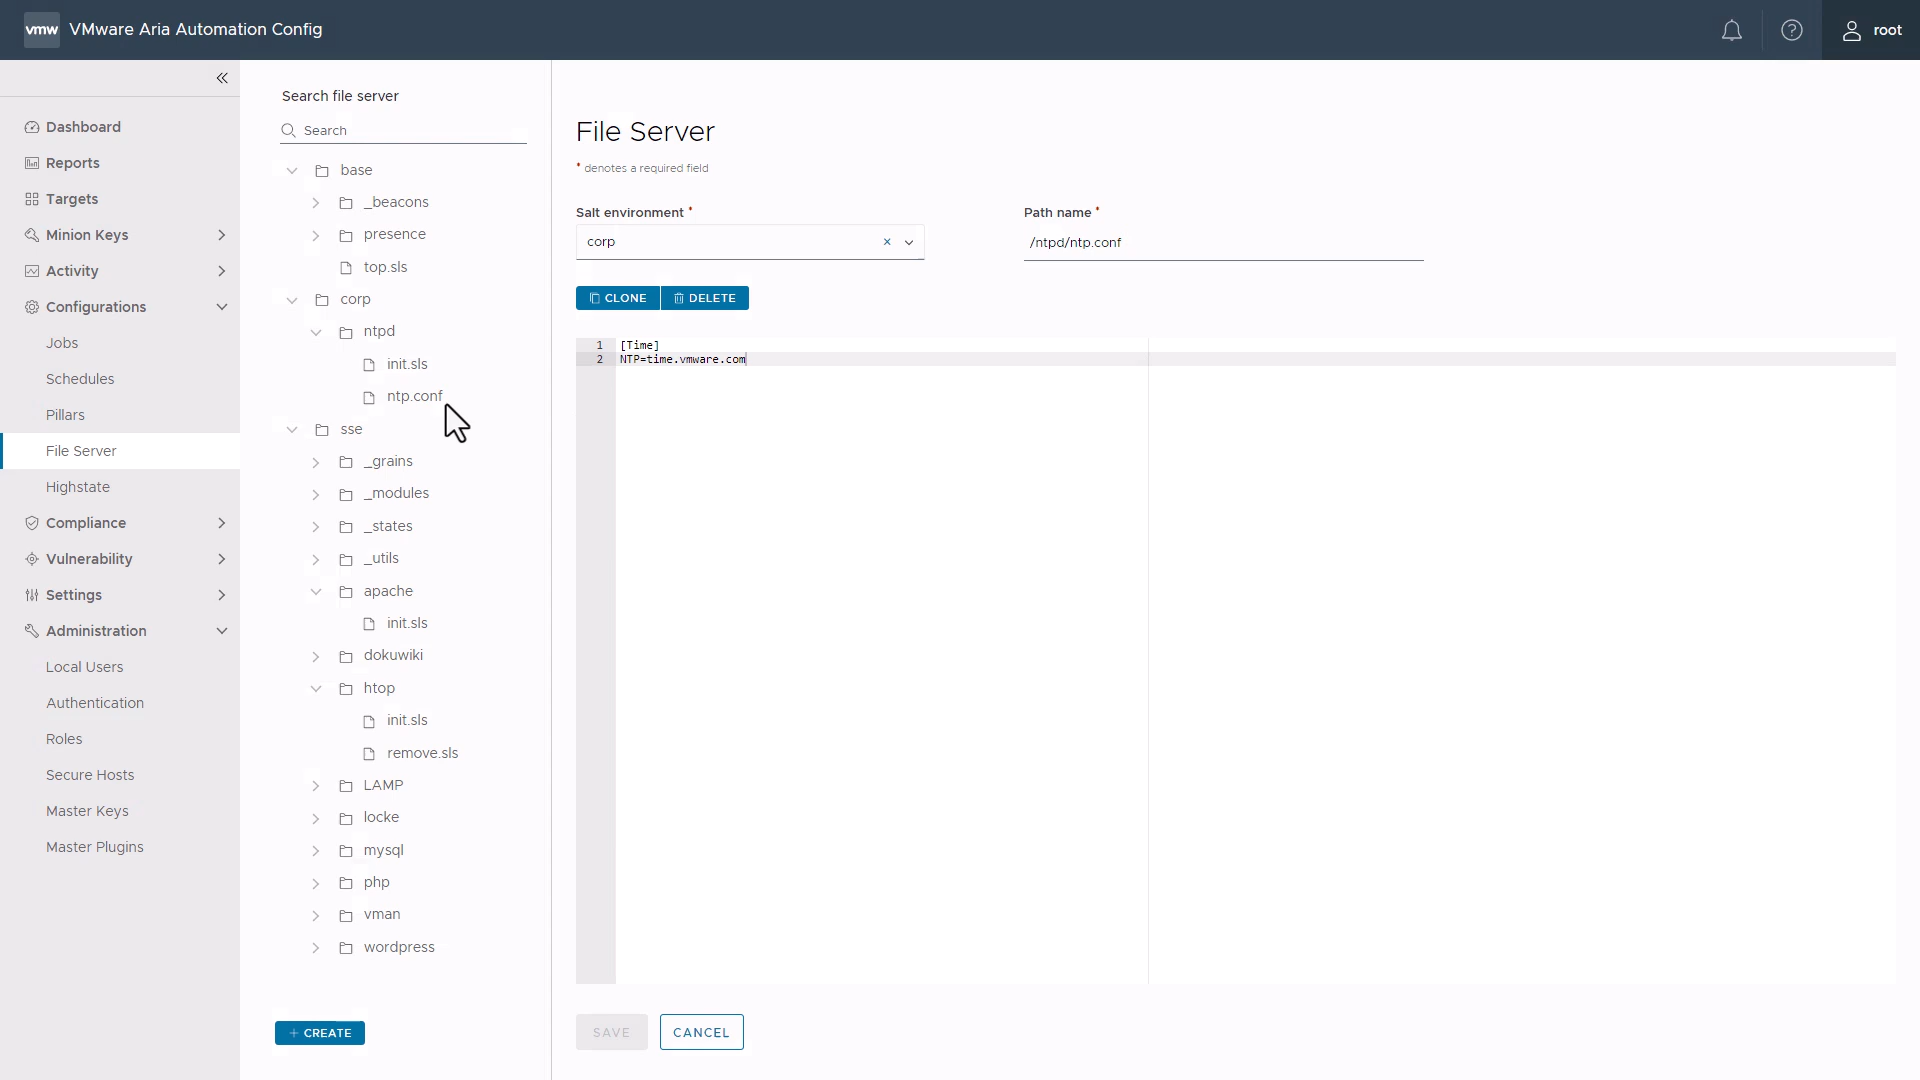 vmw VMware Aria Automation Config
root
Dashboard
Reports
Targets
Minion Keys
Activity
Configurations
Jobs
Schedules
Pillars
File Server
Highstate
Compliance
Vulnerability
Settings
Administration
Local Users
Authentication
Roles
Secure Hosts
Master Keys
Master Plugins
Search file server
Search
base
_beacons
presence
top.sls
corp
ntpd
init.sls
ntp.conf
sse
_grains
_modules
_states
_utils
apache
init.sls
dokuwiki
htop
init.sls
remove.sls
LAMP
locke
mysql
php
vman
wordpress
+ CREATE
File Server
* denotes a required field
Salt environment *
corp
Path name *
/ntpd/ntp.conf
CLONE DELETE
1 [Time]
2 NTP=time.vmware.com
SAVE CANCEL